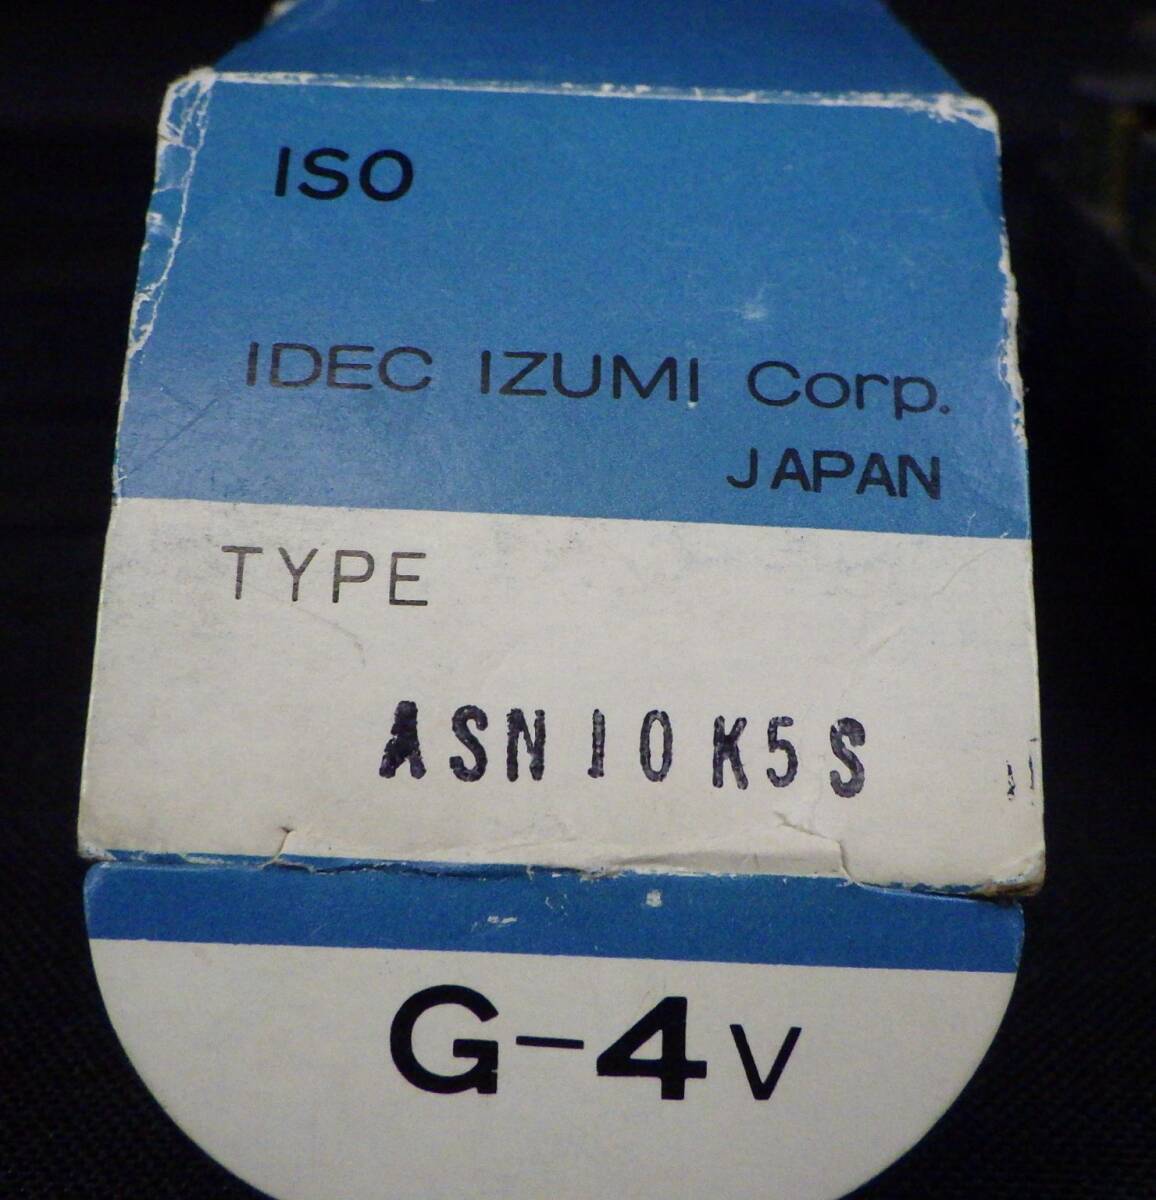 ISO
IDEC IZUMI Corp.
JAPAN
TYPE
ASN10K5S
G-4V